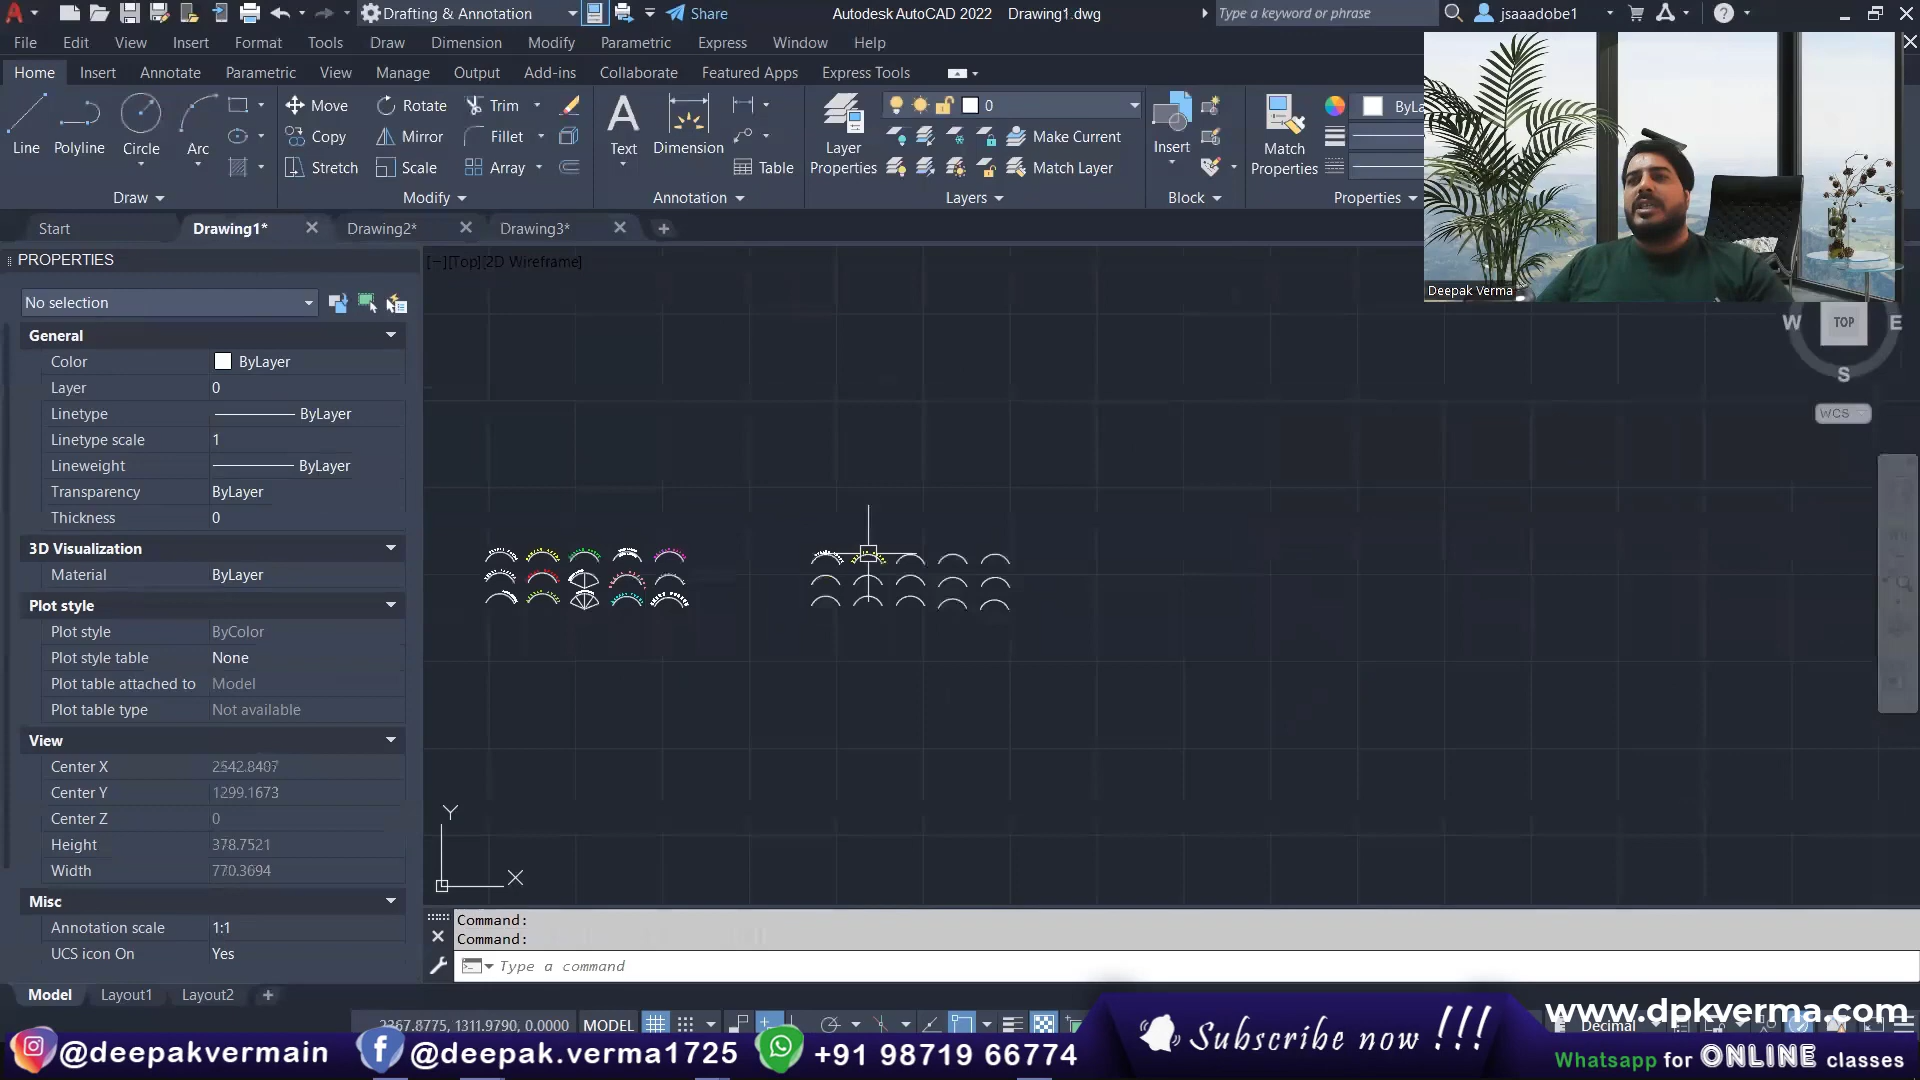 Drafting & Annotation
Share
Autodesk AutoCAD 2022 Drawing1.dwg
Type a keyword or phrase
jsaaadobe1
File Edit View Insert Format Tools Draw Dimension Modify Parametric Express Window Help
Home Insert Annotate Parametric View Manage Output Add-ins Collaborate Featured Apps Express Tools
Line Polyline Circle Arc
Move Rotate Trim
Copy Mirror Fillet
Stretch Scale Array
Text Dimension
Table
Layer
Properties
0
Make Current
Match Layer
Insert
Match
Properties
ByLa
Draw Modify Annotation Layers Block Properties
Start Drawing1* Drawing2* Drawing3*
Deepak Verma
PROPERTIES
No selection
General
Color ByLayer
Layer 0
Linetype ByLayer
Linetype scale 1
Lineweight ByLayer
Transparency ByLayer
Thickness 0
3D Visualization
Material ByLayer
Plot style
Plot style ByColor
Plot style table None
Plot table attached to Model
Plot table type Not available
View
Center X 2542.8407
Center Y 1299.1673
Center Z 0
Height 378.7521
Width 770.3694
Misc
Annotation scale 1:1
UCS icon On Yes
[−][Top][2D Wireframe]
W TOP E
S
WCS
Y
X
Command:
Command:
Type a command
Model Layout1 Layout2
2367.8775, 1311.9790, 0.0000 MODEL
Decimal
www.dpkverma.com
@deepakvermain
@deepak.verma1725
+91 98719 66774
Subscribe now !!!
Whatsapp for ONLINE classes